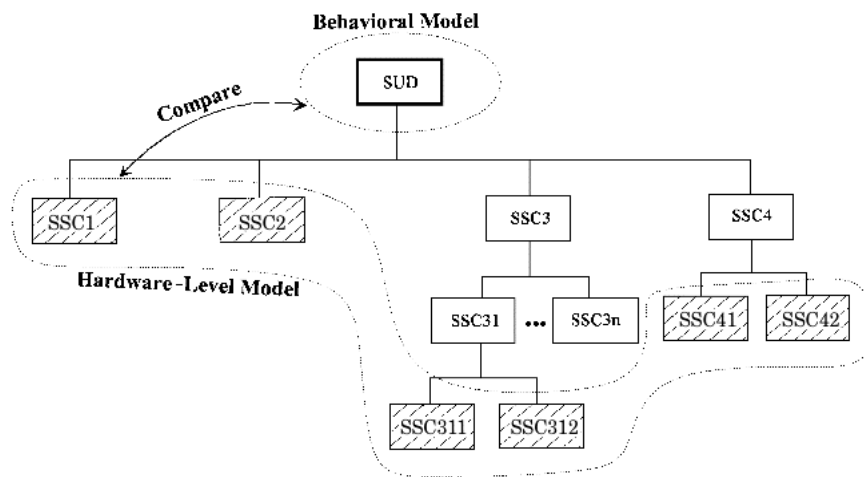 Behavioral Model
SUD
Compare
SSC1
SSC2
SSC3
SSC4
Hardware-Level Model
SSC31
...
SSC3n
SSC41
SSC42
SSC311
SSC312